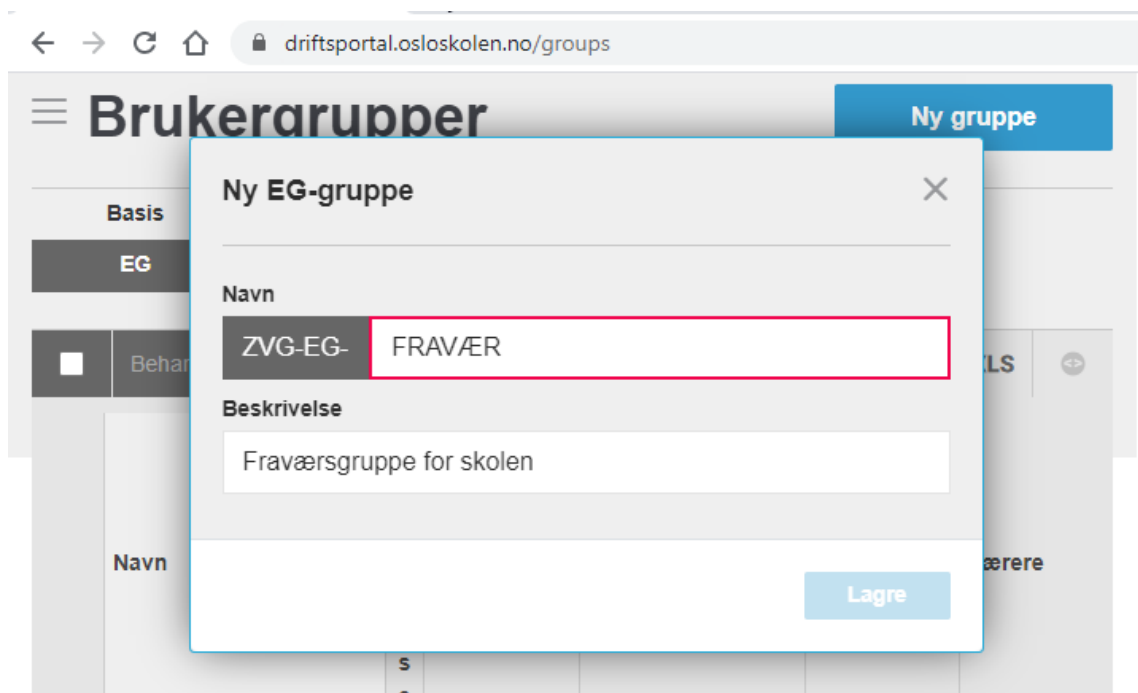 driftsportal.osloskolen.no/groups
Brukergrupper
Ny gruppe
Ny EG-gruppe
Basis
EG
Navn
ZVG-EG- FRAVÆR
Beskrivelse
Fraværsgruppe for skolen
Lagre
Navn
s